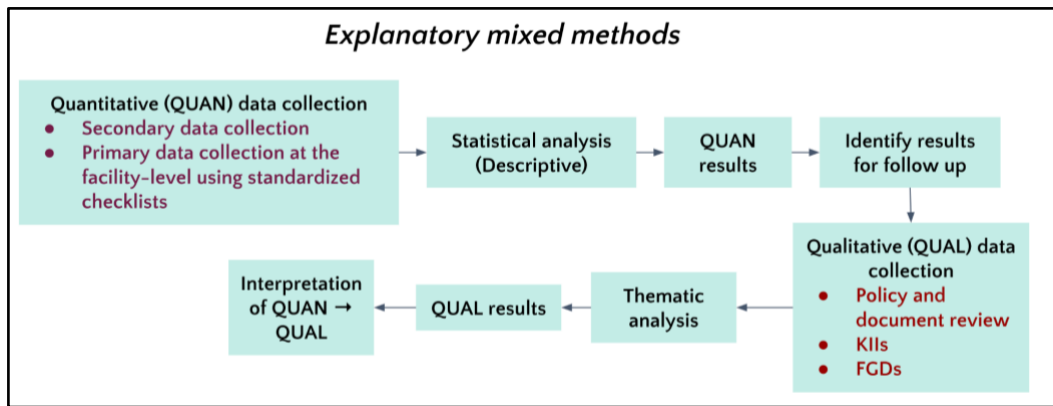 Explanatory mixed methods
Quantitative (QUAN) data collection
● Secondary data collection
● Primary data collection at the
facility-level using standardized
checklists
Statistical analysis
(Descriptive)
QUAN
results
Identify results
for follow up
Qualitative (QUAL) data
collection
● Policy and
document review
● KIIs
● FGDs
Thematic
analysis
QUAL results
Interpretation
of QUAN →
QUAL